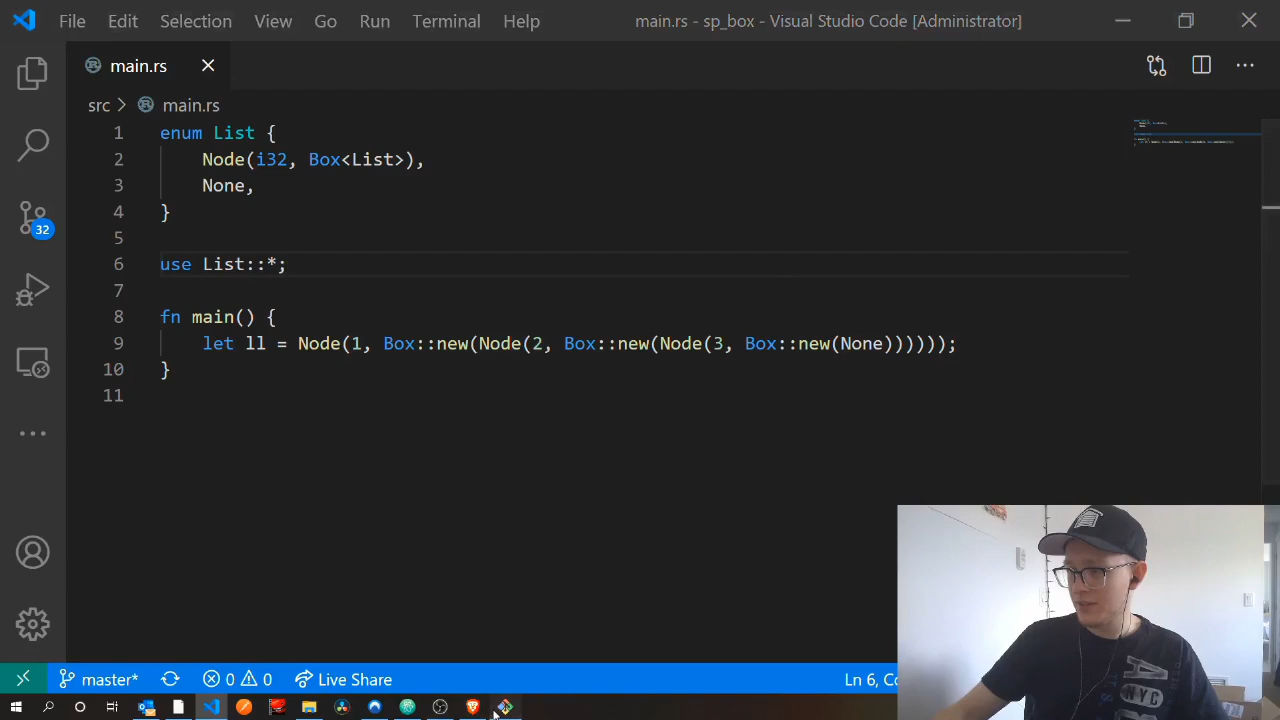 File Edit Selection View Go Run Terminal Help main.rs - sp_box - Visual Studio Code [Administrator]
main.rs
src main.rs
1 enum List {
2 Node(i32, Box<List>),
3 None,
4 }
5
6 use List::*;
7
8 fn main() {
9 let ll = Node(1, Box::new(Node(2, Box::new(Node(3, Box::new(None))))));
10 }
11
32
master* 0 0 Live Share Ln 6, Co
NYC